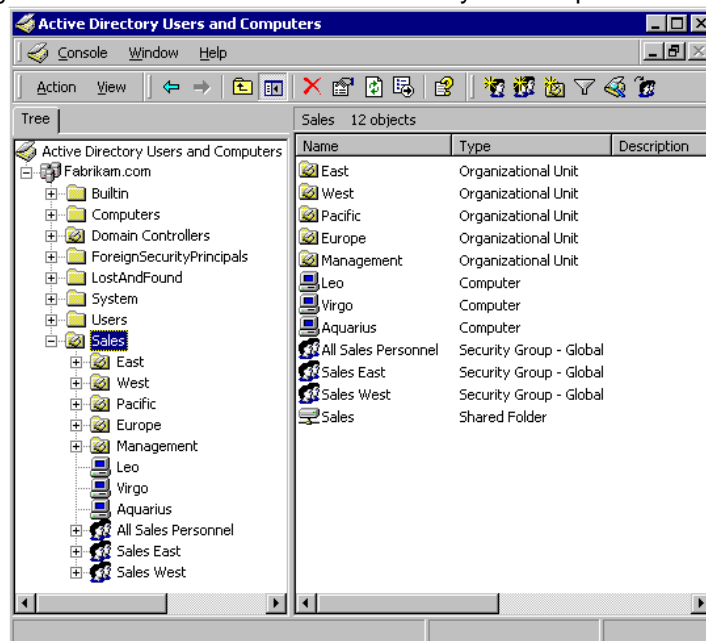 Active Directory Users and Computers
Console Window Help
Action View
Tree
Sales 12 objects
Active Directory Users and Computers
Fabrikam.com
Builtin
Computers
Domain Controllers
ForeignSecurityPrincipals
LostAndFound
System
Users
Sales
East
West
Pacific
Europe
Management
Leo
Virgo
Aquarius
All Sales Personnel
Sales East
Sales West
Name Type Description
East Organizational Unit
West Organizational Unit
Pacific Organizational Unit
Europe Organizational Unit
Management Organizational Unit
Leo Computer
Virgo Computer
Aquarius Computer
All Sales Personnel Security Group - Global
Sales East Security Group - Global
Sales West Security Group - Global
Sales Shared Folder